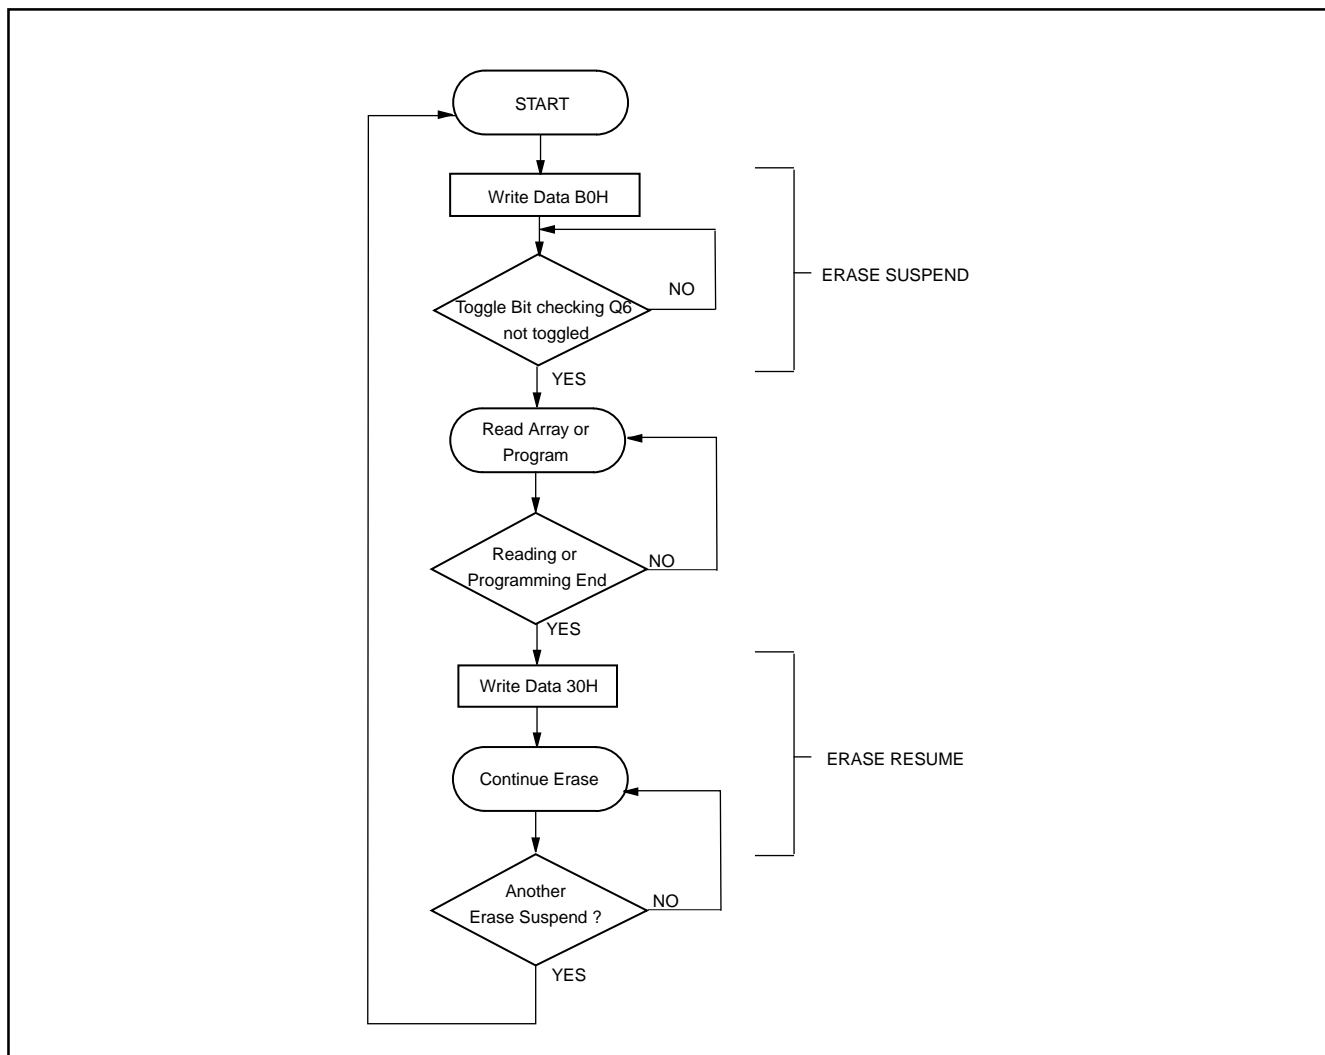 START
Write Data B0H
ERASE SUSPEND
NO
Toggle Bit checking Q6
not toggled
YES
Read Array or
Program
Reading or
NO
Programming End
YES
Write Data 30H
ERASE RESUME
Continue Erase
Another
NO
Erase Suspend ?
YES